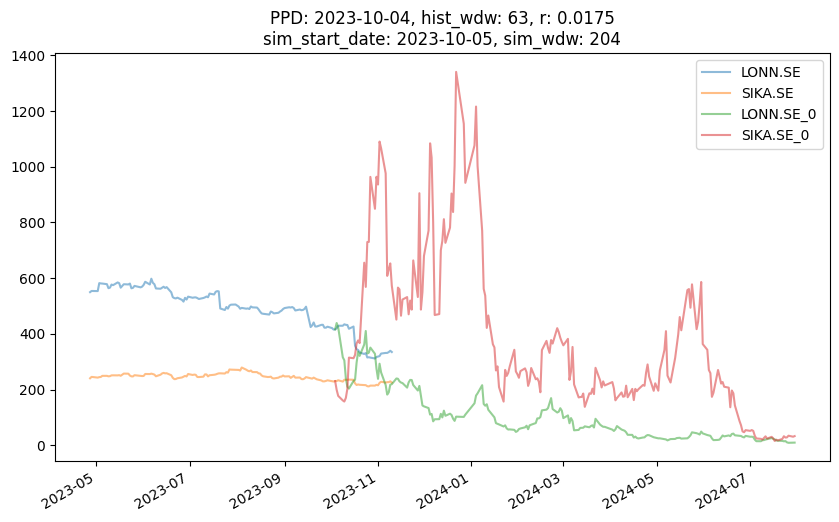 PPD: 2023-10-04, hist_wdw: 63, r: 0.0175
sim_start_date: 2023-10-05, sim_wdw: 204
1400
1200
1000
800
600
400
200
0
LONN.SE
SIKA.SE
LONN.SE_0
SIKA.SE_0
2023-05
2023-07
2023-09
2023-11
2024-01
2024-03
2024-05
2024-07